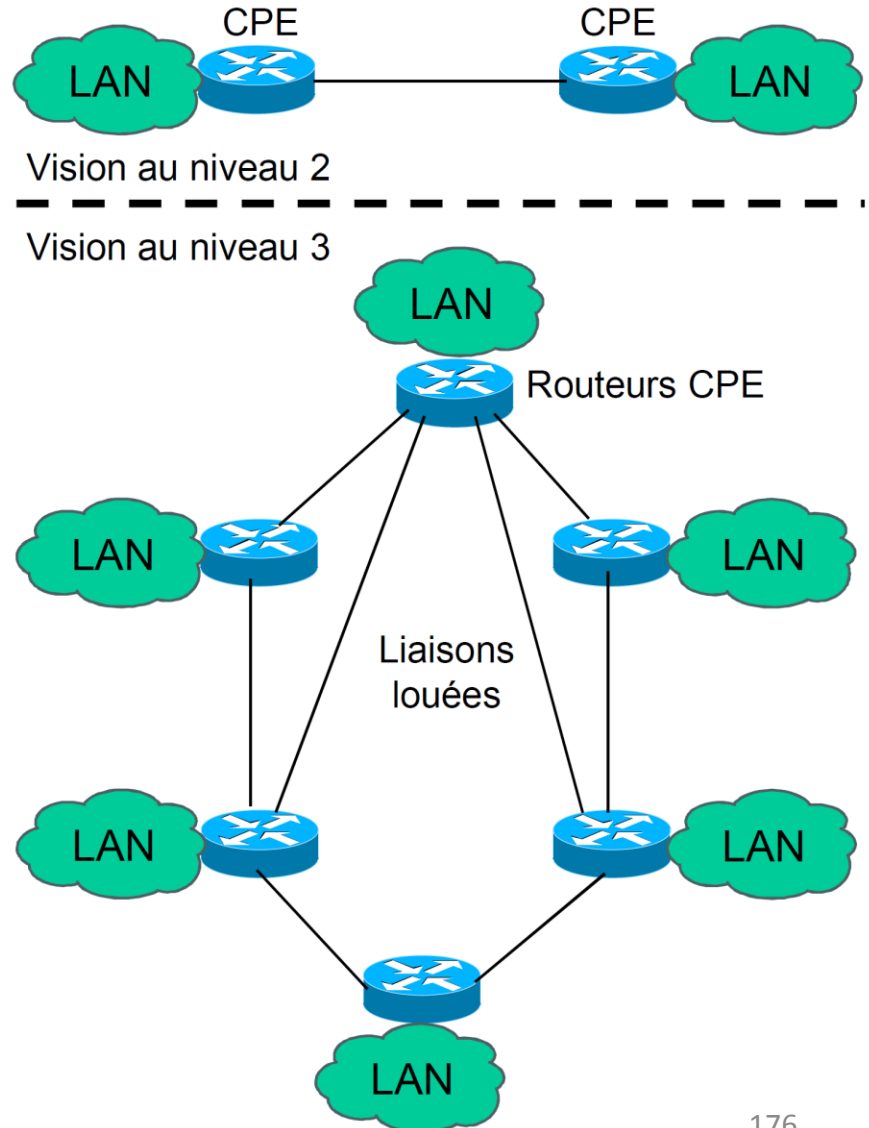 CPE
CPE
LAN
LAN
Vision au niveau 2
Vision au niveau 3
LAN
Routeurs CPE
LAN
LAN
Liaisons
louées
LAN
LAN
LAN
176